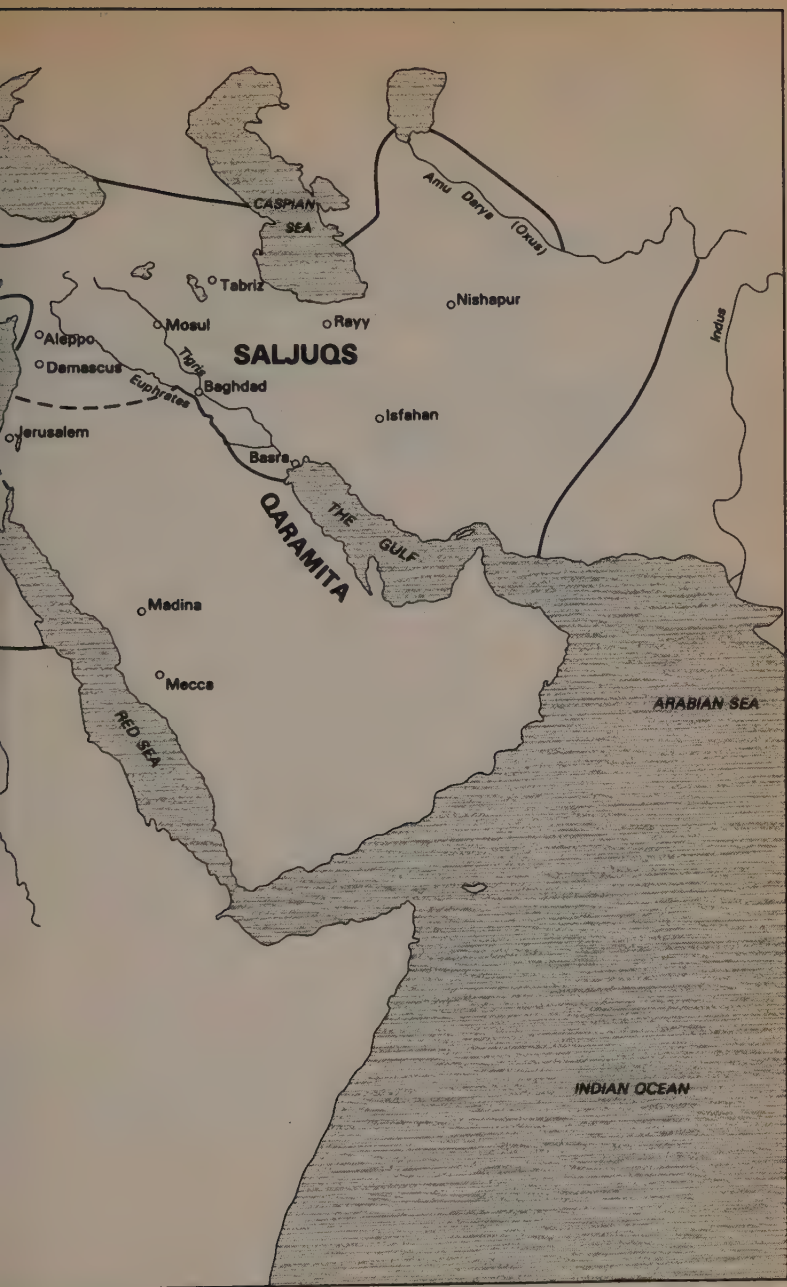 CASPIAN
SEA
Amu Darya (Oxus)
Tabriz
Nishapur
Indus
Mosul
Rayy
Aleppo
SALJUQS
Tigris
Damascus
Euphrates
Baghdad
Isfahan
Jerusalem
Basra
QARAMITA
THE
GULF
Madina
Mecca
ARABIAN SEA
RED SEA
INDIAN OCEAN